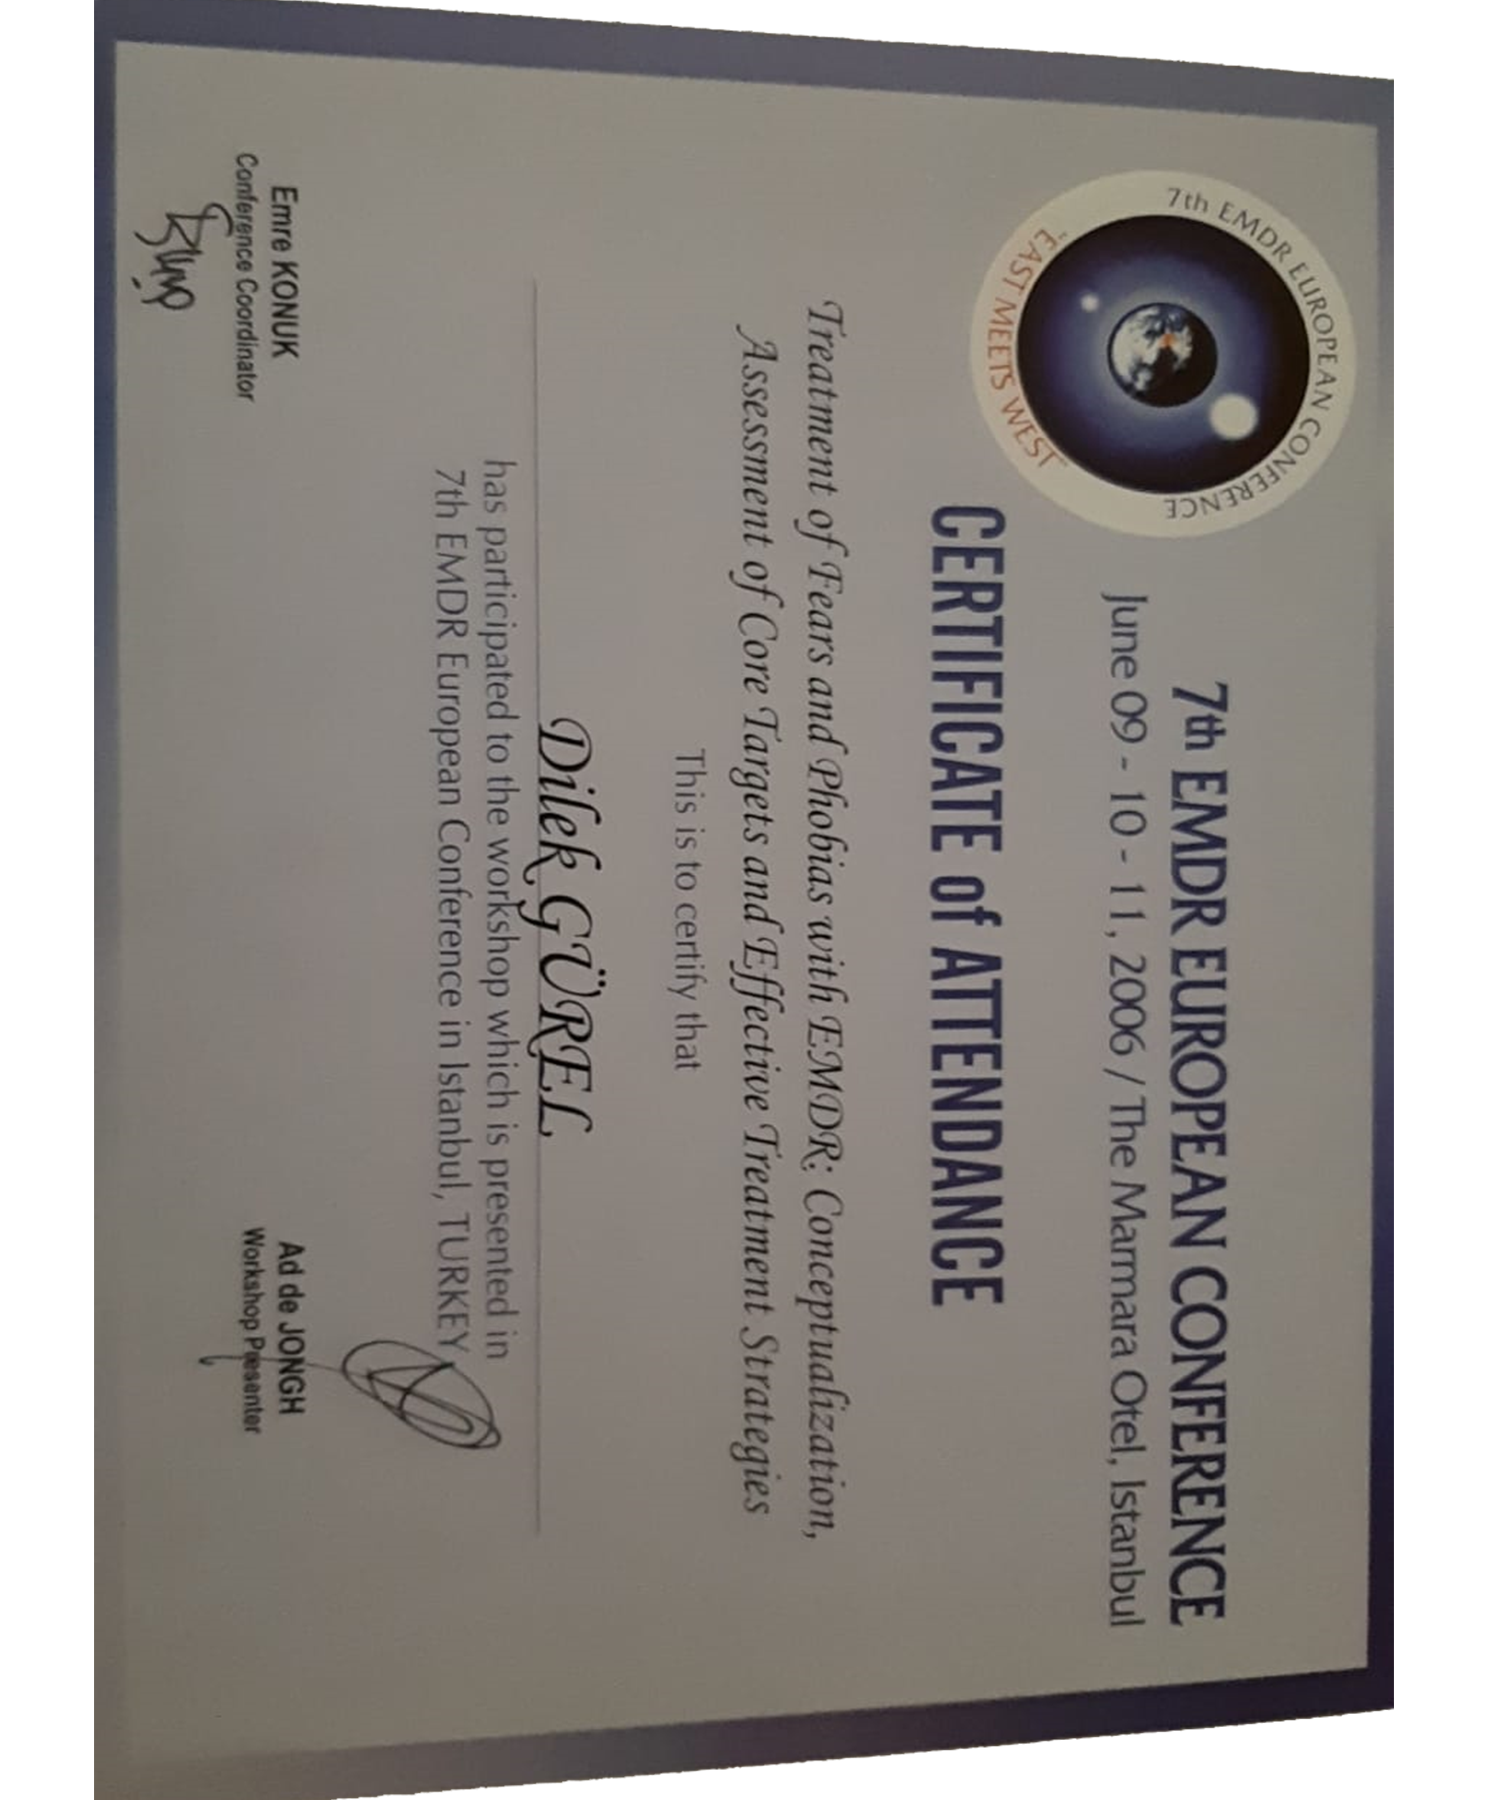 7th EMDR EUROPEAN CONFERENCE
"EAST MEETS WEST"
7th EMDR EUROPEAN CONFERENCE
June 09 - 10 - 11, 2006 / The Marmara Otel, Istanbul
CERTIFICATE of ATTENDANCE
Treatment of Fears and Phobias with EMDR: Conceptualization,
Assessment of Core Targets and Effective Treatment Strategies
This is to certify that
Dilek GÜREL
has participated to the workshop which is presented in
7th EMDR European Conference in Istanbul, TURKEY
Emre KONUK
Conference Coordinator
Ad de JONGH
Workshop Presenter